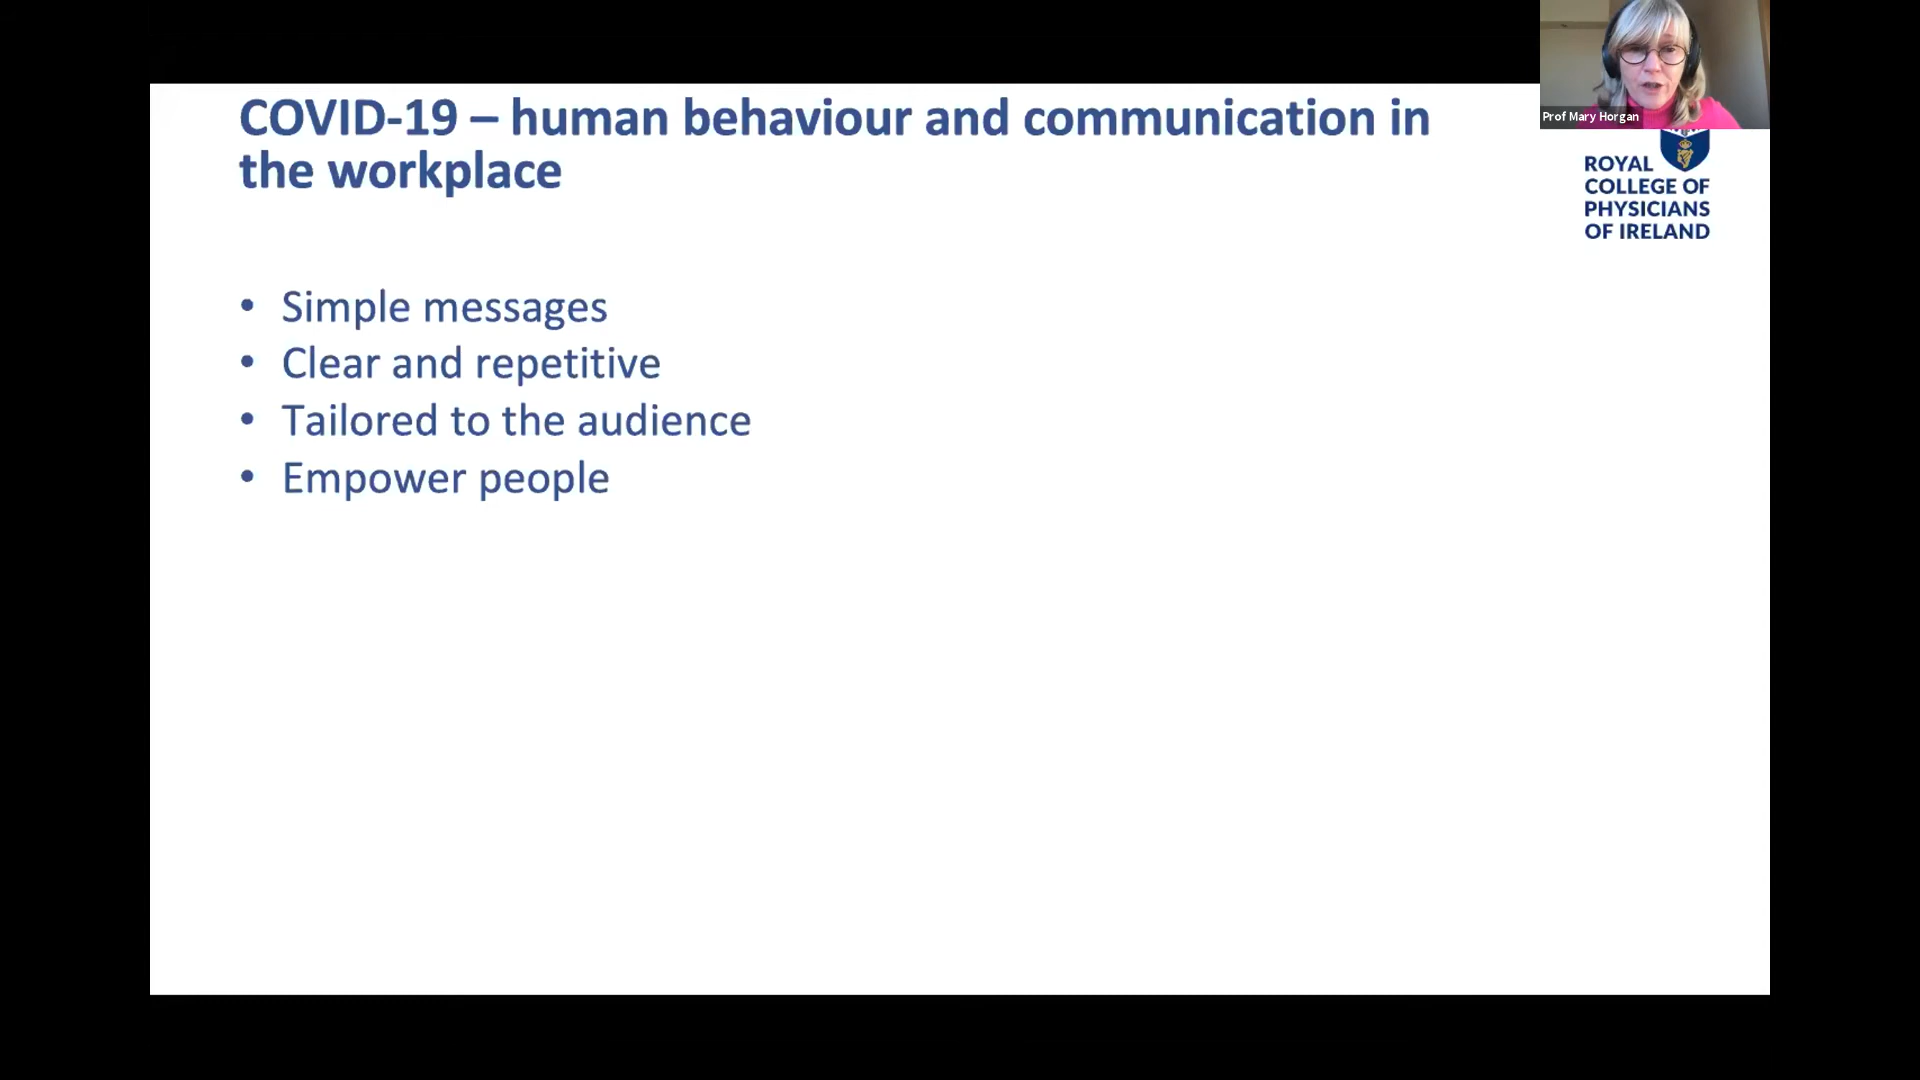 COVID-19 – human behaviour and communication in
the workplace
Prof Mary Horgan
ROYAL
COLLEGE OF
PHYSICIANS
OF IRELAND
• Simple messages
• Clear and repetitive
• Tailored to the audience
• Empower people